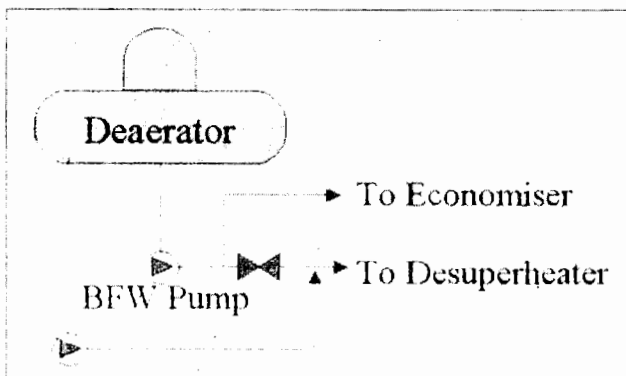 Deaerator
To Economiser
To Desuperheater
BFW Pump